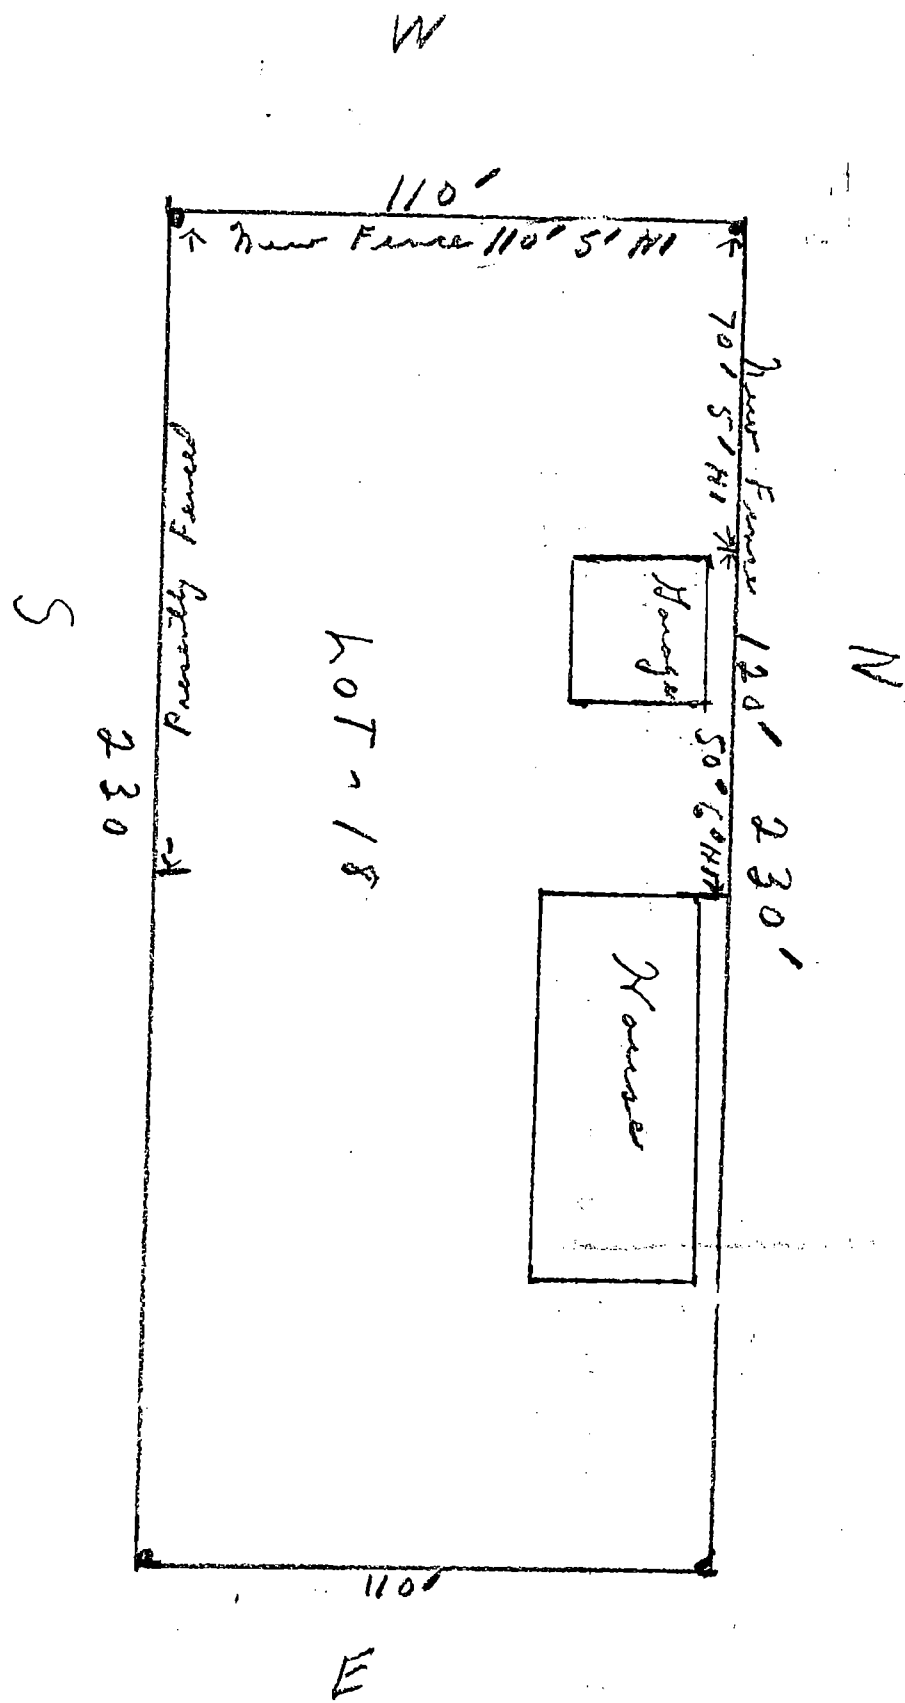 W
110'
New Fence 110' 5' HI
N
New Fence 120'
70' 5' HI
50' 6' HI
230'
Garage
LOT - 18
House
Presently Fenced
230
S
110'
E